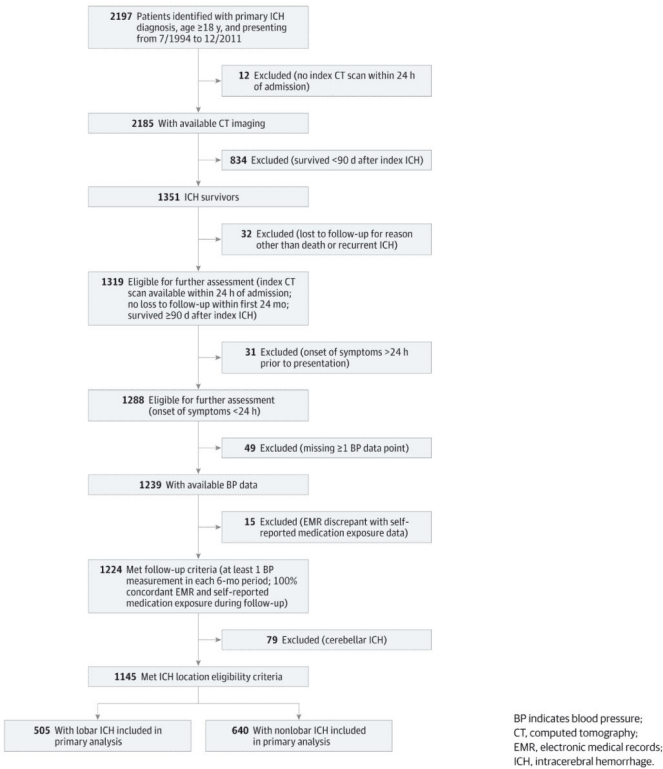 2197 Patients identified with primary ICH
diagnosis, age ≥18 y, and presenting
from 7/1994 to 12/2011
12 Excluded (no index CT scan within 24 h
of admission)
2185 With available CT imaging
834 Excluded (survived <90 d after index ICH)
1351 ICH survivors
32 Excluded (lost to follow-up for reason
other than death or recurrent ICH)
1319 Eligible for further assessment (index CT
scan available within 24 h of admission;
no loss to follow-up within first 24 mo;
survived ≥90 d after index ICH)
31 Excluded (onset of symptoms >24 h
prior to presentation)
1288 Eligible for further assessment
(onset of symptoms <24 h)
49 Excluded (missing ≥1 BP data point)
1239 With available BP data
15 Excluded (EMR discrepant with self-
reported medication exposure data)
1224 Met follow-up criteria (at least 1 BP
measurement in each 6-mo period; 100%
concordant EMR and self-reported
medication exposure during follow-up)
79 Excluded (cerebellar ICH)
1145 Met ICH location eligibility criteria
505 With lobar ICH included in
primary analysis
640 With nonlobar ICH included
in primary analysis
BP indicates blood pressure;
CT, computed tomography;
EMR, electronic medical records;
ICH, intracerebral hemorrhage.